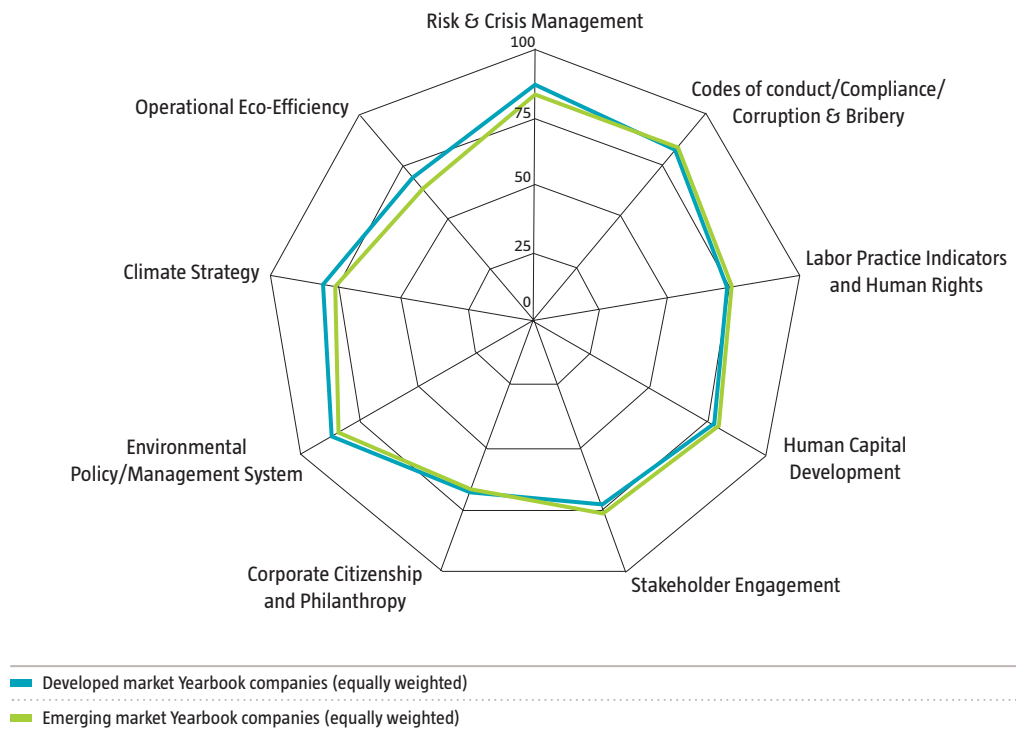 Risk & Crisis Management
100
Codes of conduct/Compliance/
Corruption & Bribery
Operational Eco-Efficiency
75
50
25
0
Labor Practice Indicators
and Human Rights
Climate Strategy
Human Capital
Development
Environmental
Policy/Management System
Corporate Citizenship
and Philanthropy
Stakeholder Engagement
Developed market Yearbook companies (equally weighted)
Emerging market Yearbook companies (equally weighted)